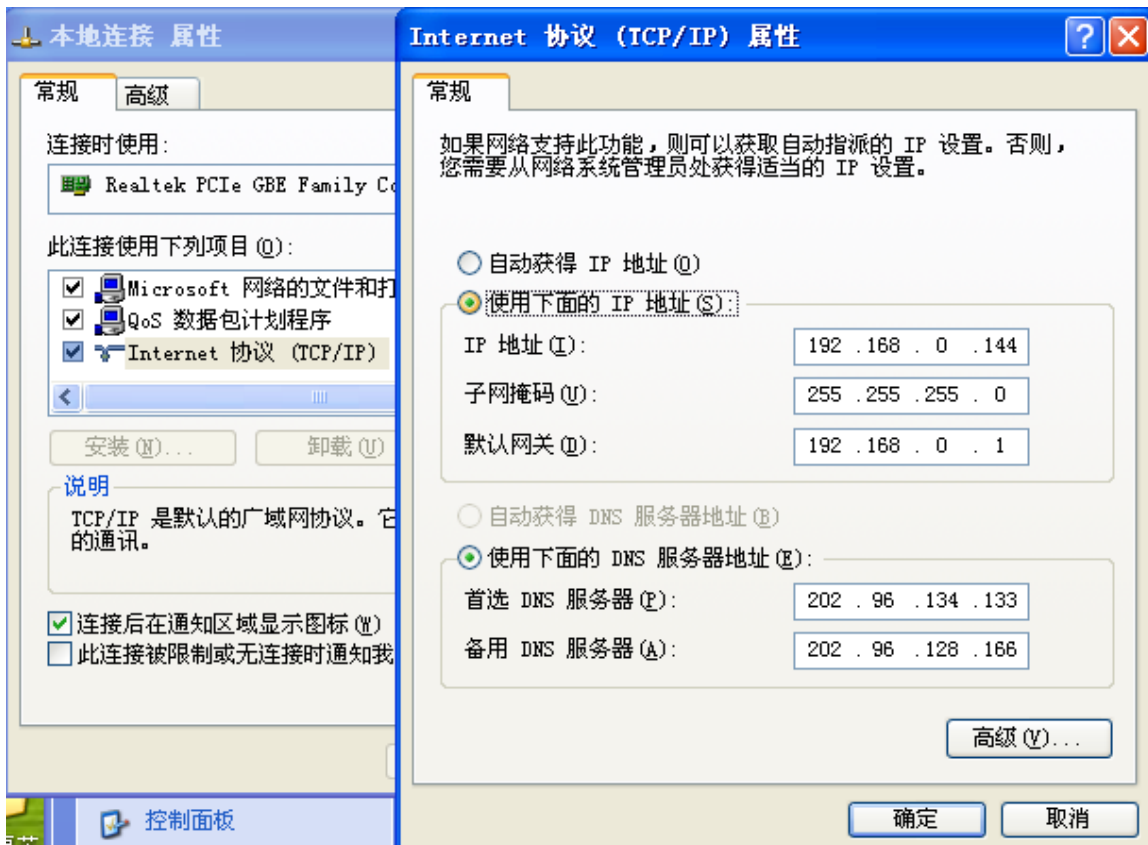 本地连接 属性
常规
高级
连接时使用:
Realtek PCIe GBE Family Co
此连接使用下列项目(O):
Microsoft 网络的文件和打
QoS 数据包计划程序
Internet 协议 (TCP/IP)
安装(N)...
卸载(U)
说明
TCP/IP 是默认的广域网协议。它
的通讯。
连接后在通知区域显示图标(W)
此连接被限制或无连接时通知我
控制面板
Internet 协议 (TCP/IP) 属性
常规
如果网络支持此功能,则可以获取自动指派的 IP 设置。否则,
您需要从网络系统管理员处获得适当的 IP 设置。
自动获得 IP 地址(O)
使用下面的 IP 地址(S):
IP 地址(I):
192 .168 . 0 .144
子网掩码(U):
255 .255 .255 . 0
默认网关(D):
192 .168 . 0 . 1
自动获得 DNS 服务器地址(B)
使用下面的 DNS 服务器地址(E):
首选 DNS 服务器(P):
202 . 96 .134 .133
备用 DNS 服务器(A):
202 . 96 .128 .166
高级(V)...
确定
取消